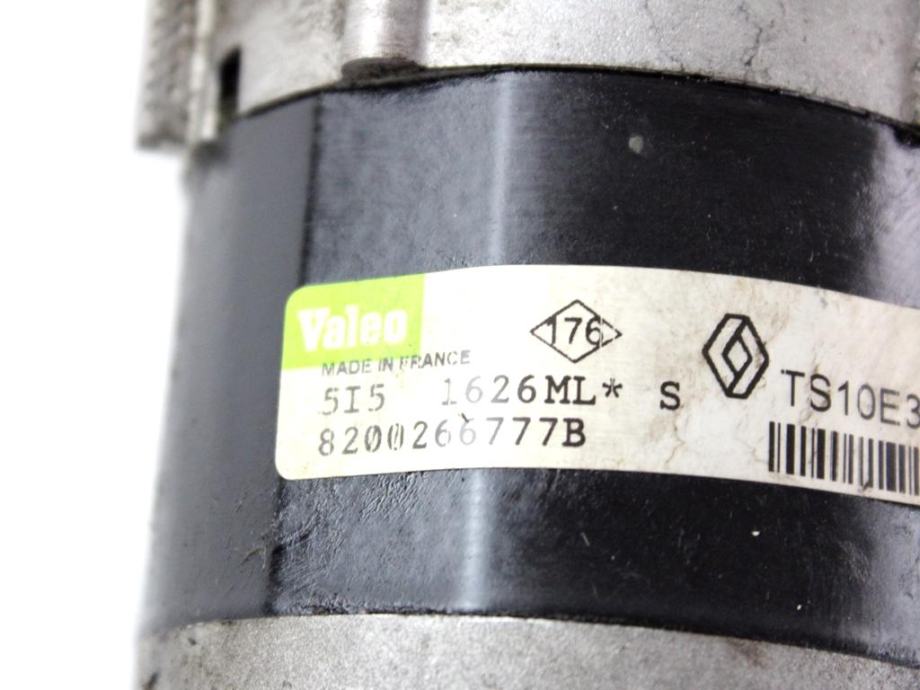 Valeo
176
MADE IN FRANCE
5I5 1626ML* S
TS10E3
8200266777B